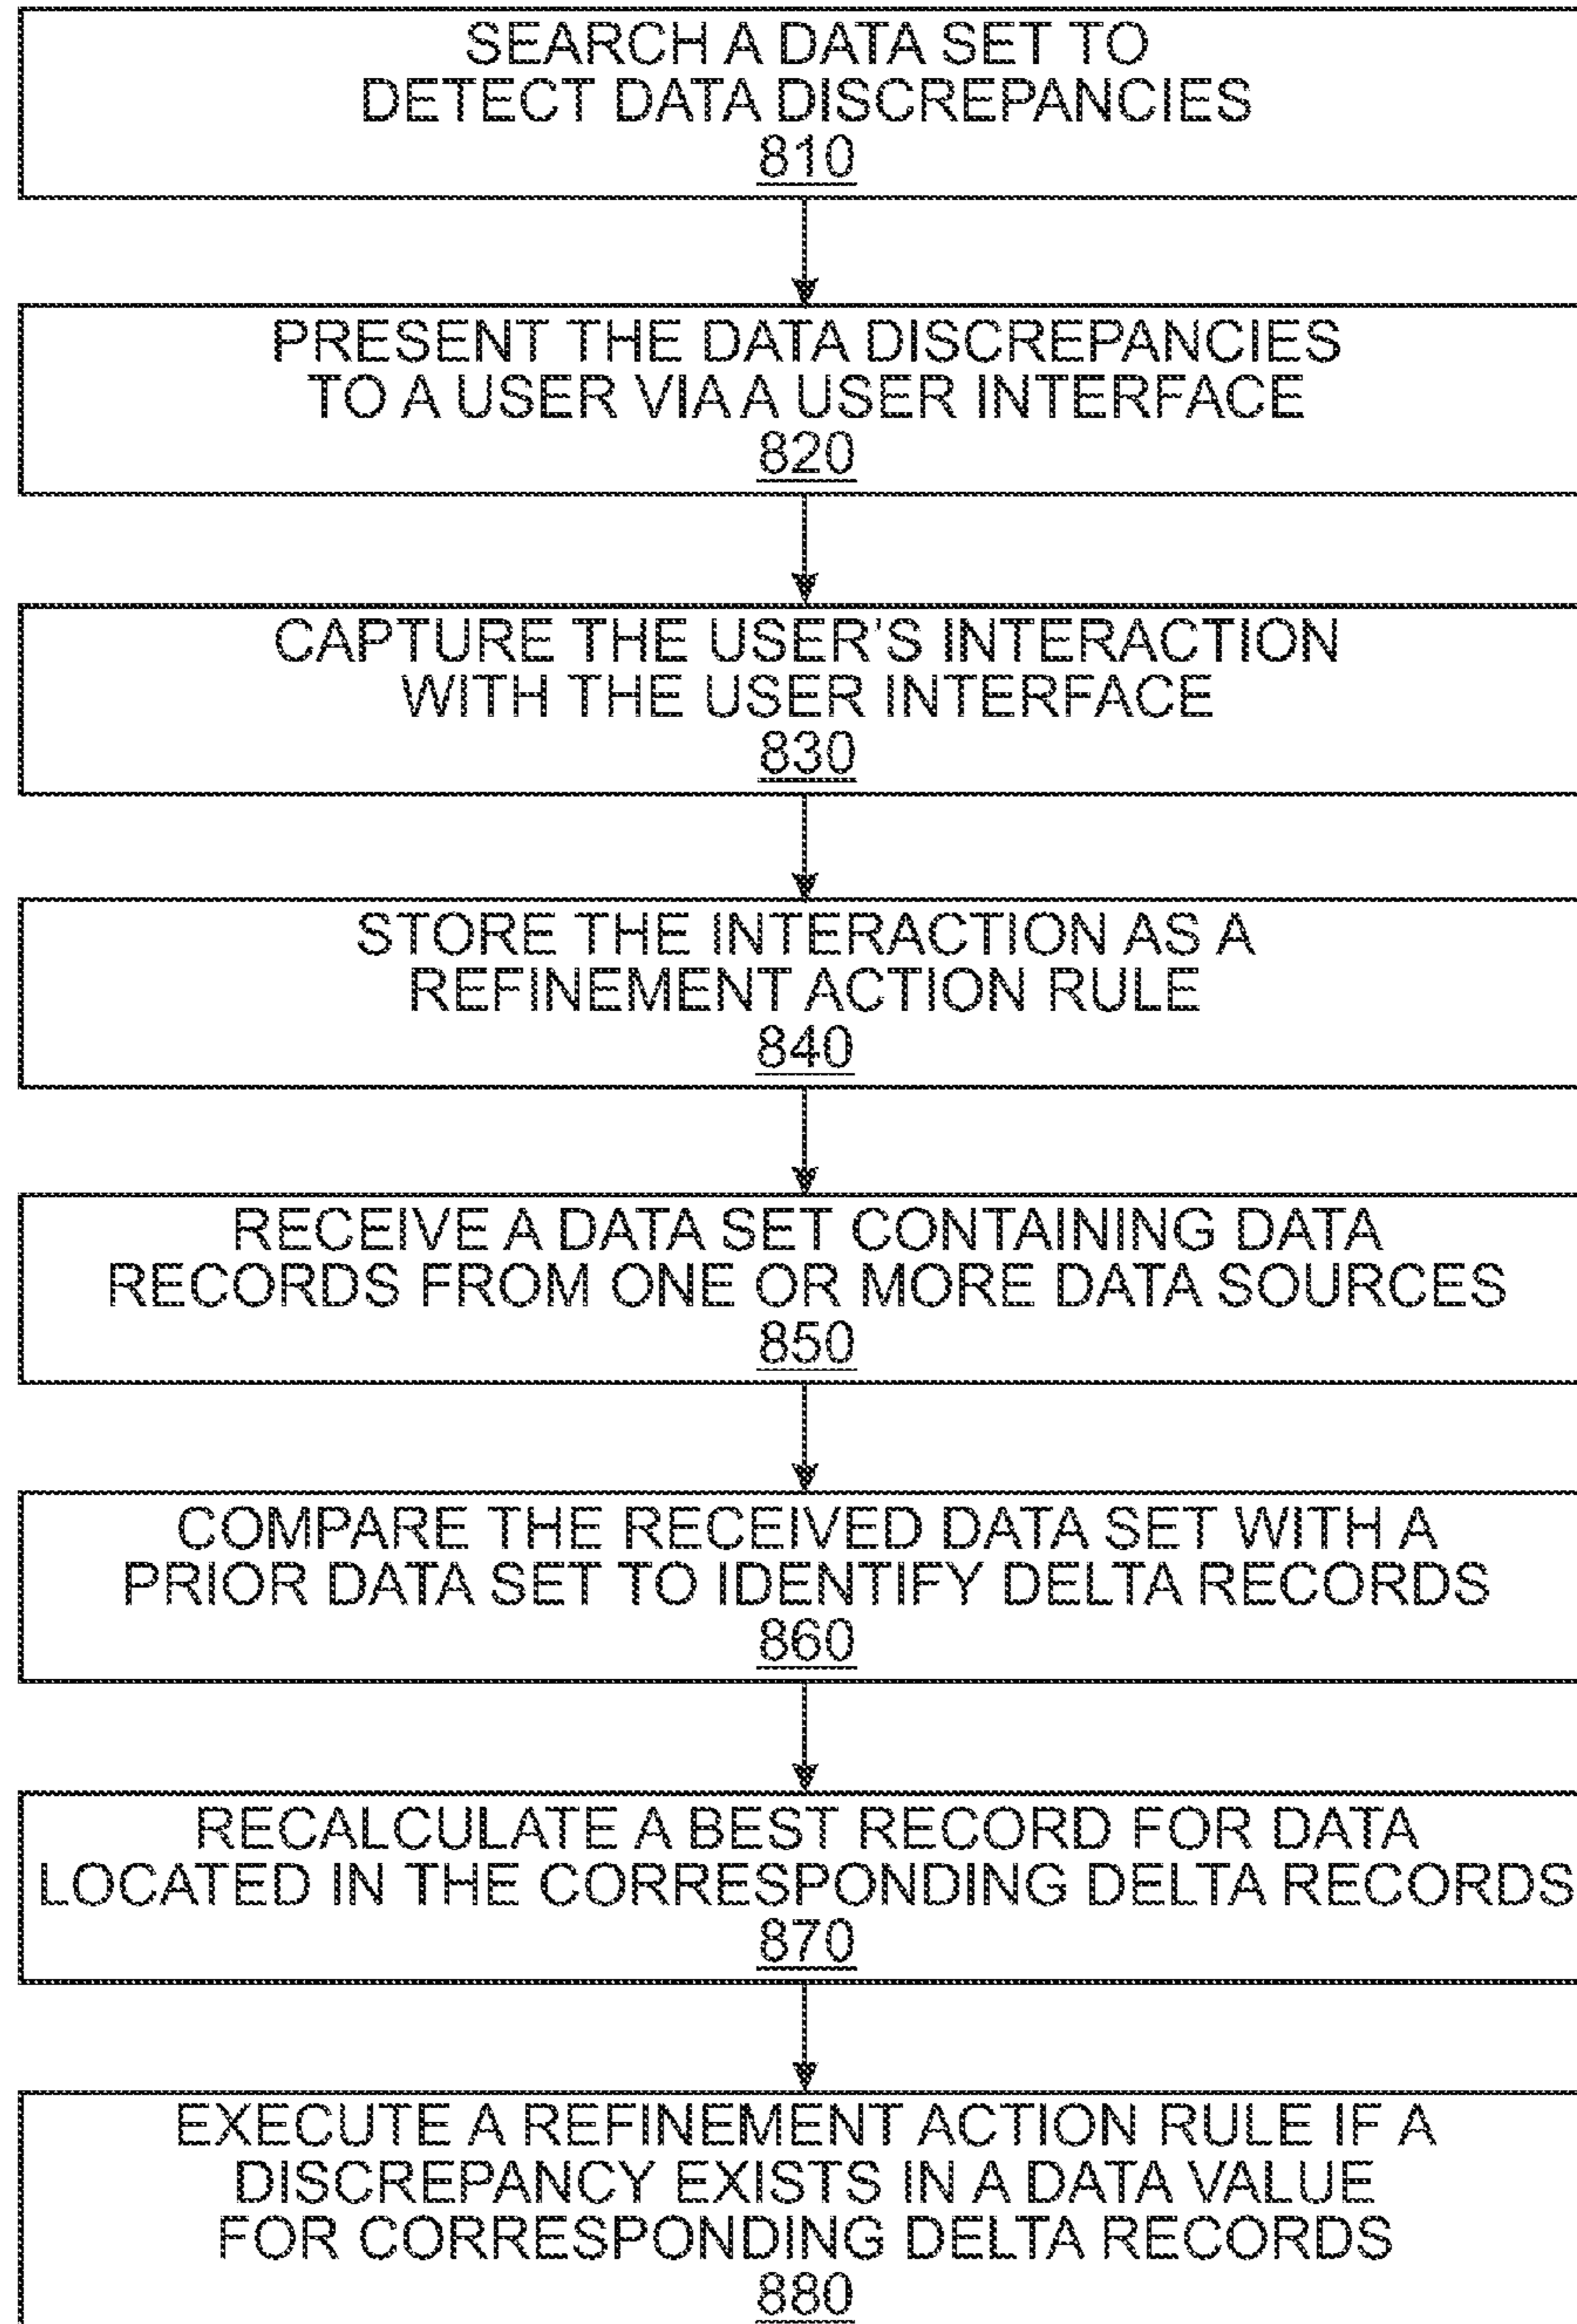 SEARCH A DATA SET TO
DETECT DATA DISCREPANCIES
810
PRESENT THE DATA DISCREPANCIES
TO A USER VIA A USER INTERFACE
820
CAPTURE THE USER'S INTERACTION
WITH THE USER INTERFACE
830
STORE THE INTERACTION AS A
REFINEMENT ACTION RULE
840
RECEIVE A DATA SET CONTAINING DATA
RECORDS FROM ONE OR MORE DATA SOURCES
850
COMPARE THE RECEIVED DATA SET WITH A
PRIOR DATA SET TO IDENTIFY DELTA RECORDS
860
RECALCULATE A BEST RECORD FOR DATA
LOCATED IN THE CORRESPONDING DELTA RECORDS
870
EXECUTE A REFINEMENT ACTION RULE IF A
DISCREPANCY EXISTS IN A DATA VALUE
FOR CORRESPONDING DELTA RECORDS
880